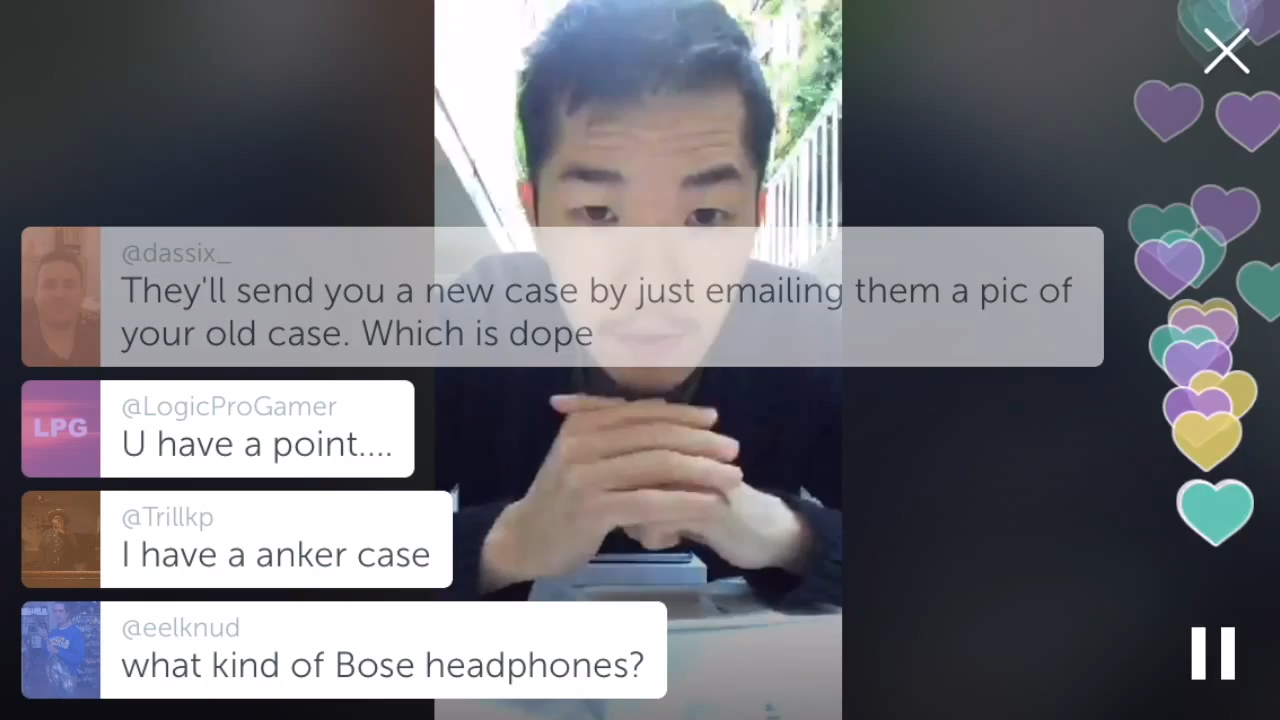 @dassix_
They'll send you a new case by just emailing them a pic of
your old case. Which is dope
LPG
@LogicProGamer
U have a point....
@Trillkp
I have a anker case
@eelknud
what kind of Bose headphones?